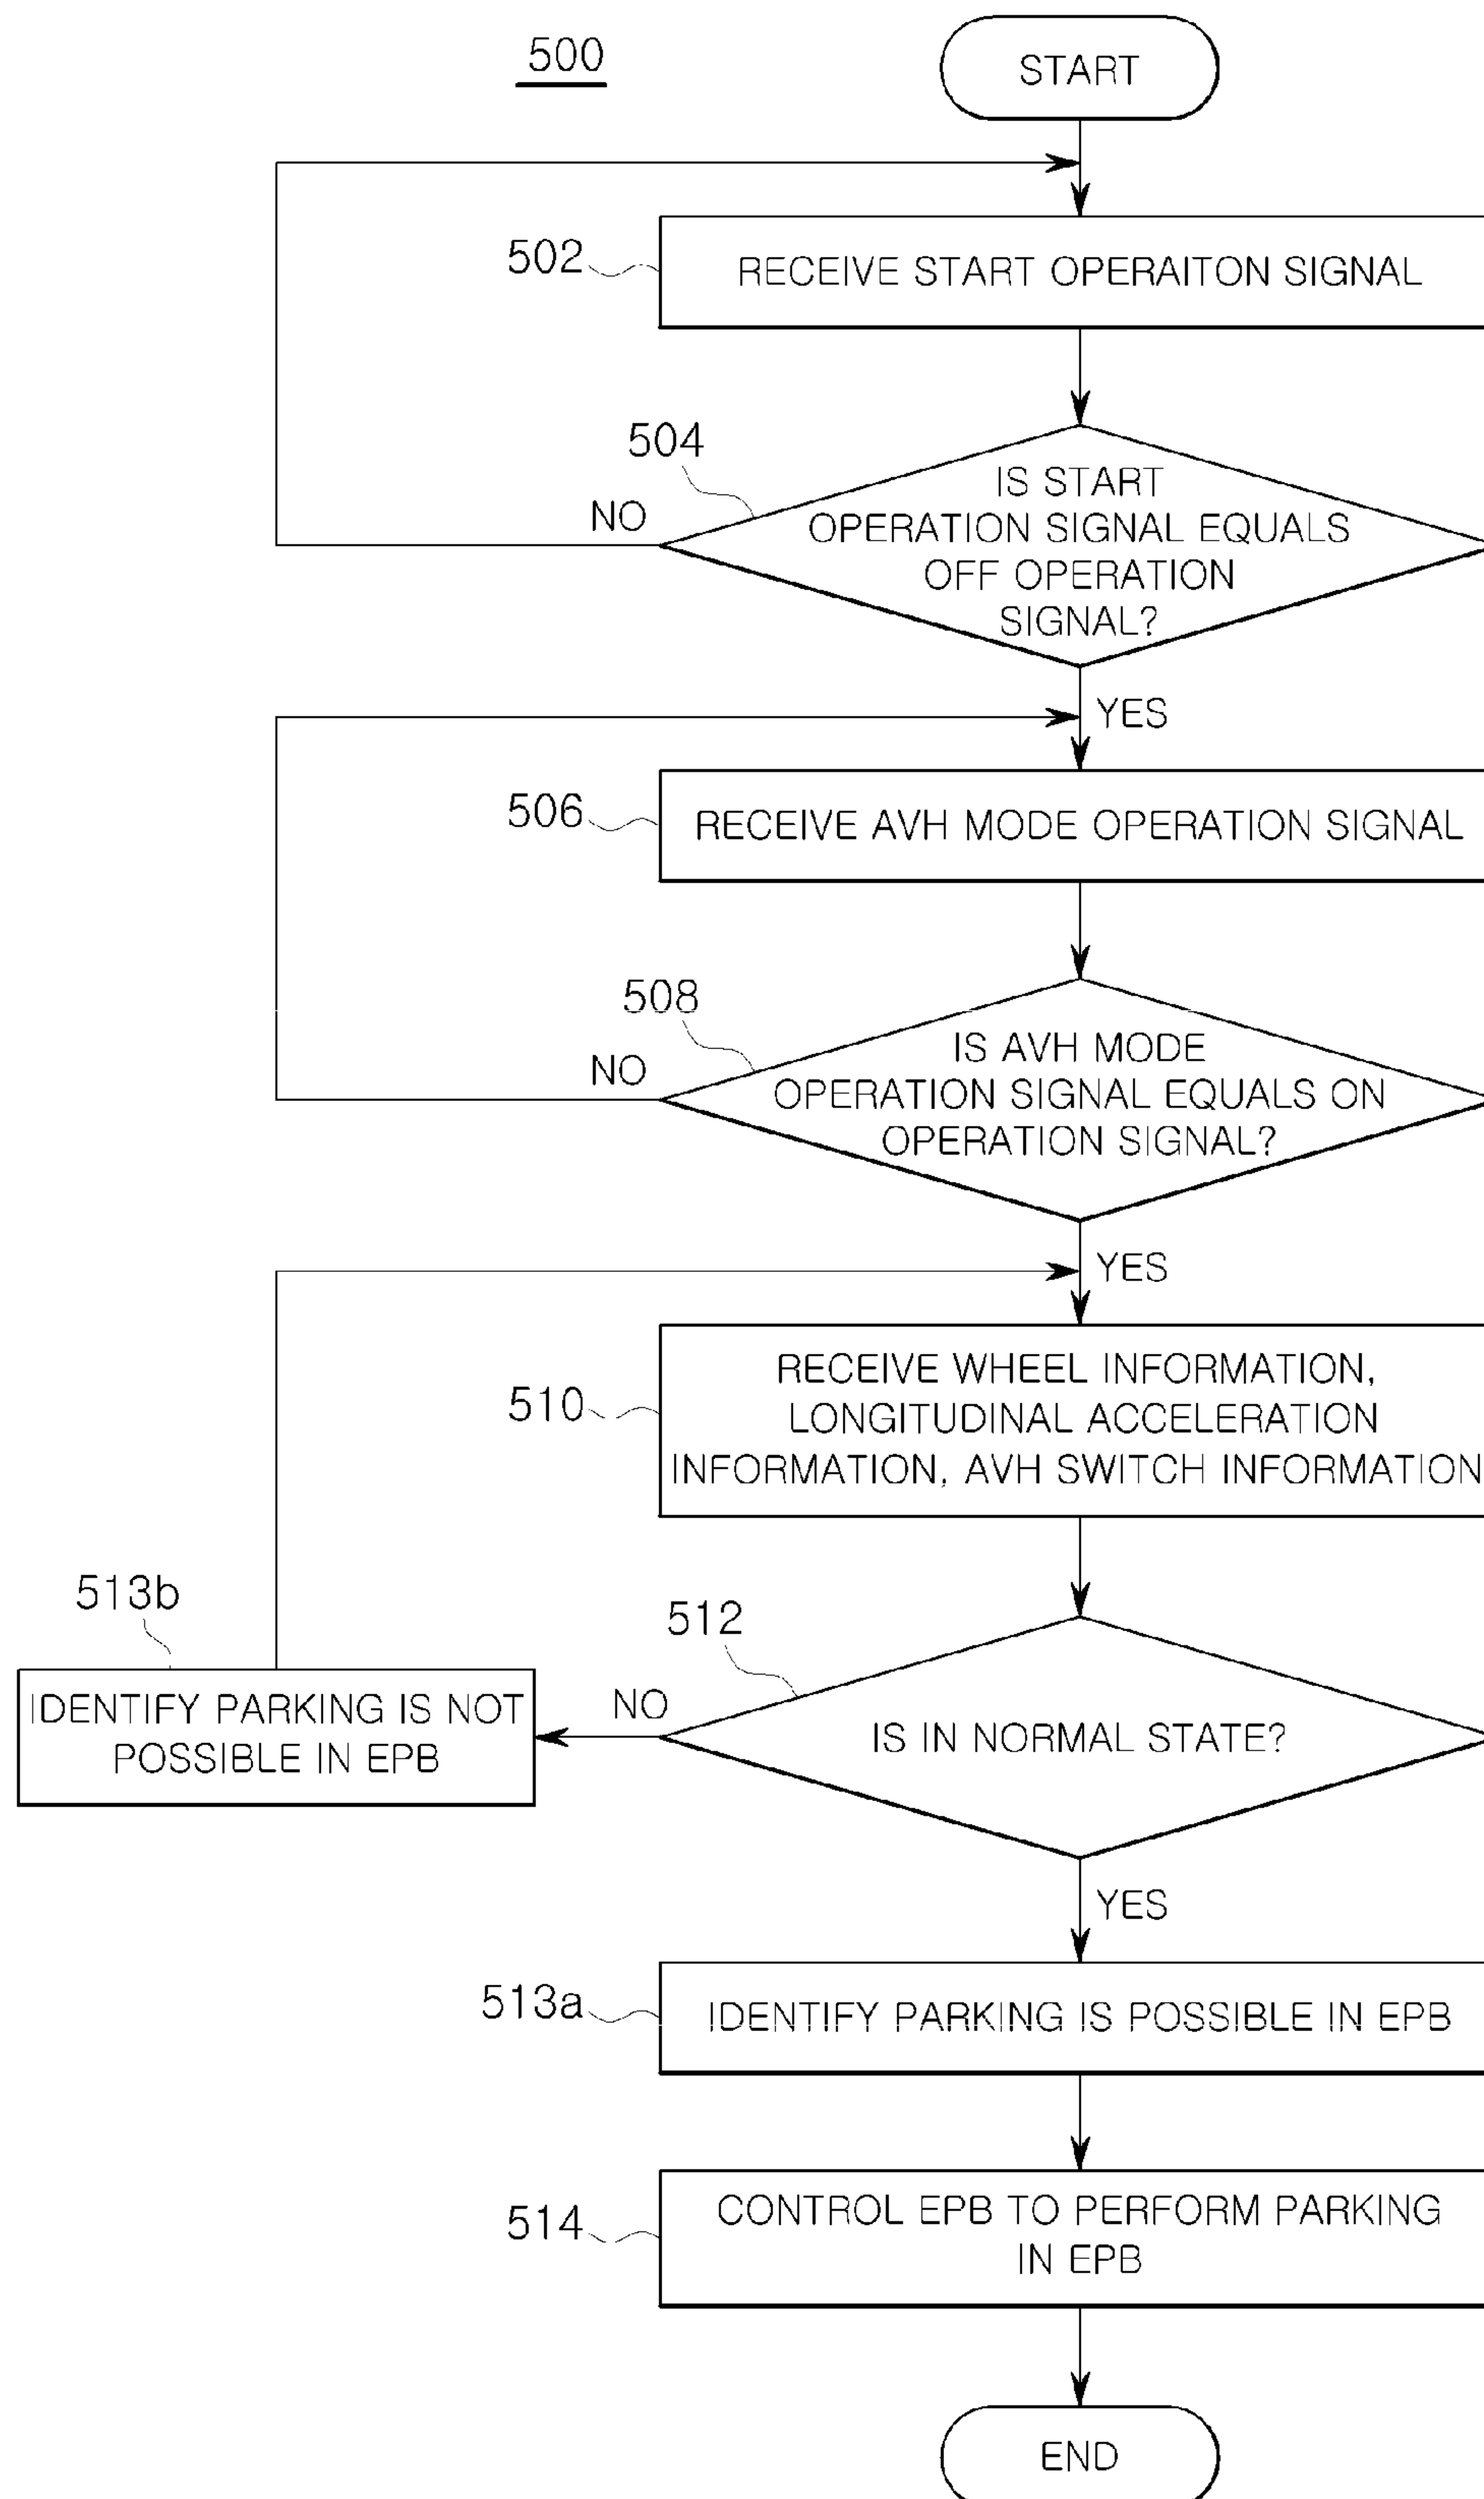 500
START
502
RECEIVE START OPERAITON SIGNAL
504
IS START
OPERATION SIGNAL EQUALS
OFF OPERATION
SIGNAL?
NO
YES
506
RECEIVE AVH MODE OPERATION SIGNAL
508
IS AVH MODE
OPERATION SIGNAL EQUALS ON
OPERATION SIGNAL?
NO
YES
510
RECEIVE WHEEL INFORMATION,
LONGITUDINAL ACCELERATION
INFORMATION, AVH SWITCH INFORMATION
512
IS IN NORMAL STATE?
NO
513b
IDENTIFY PARKING IS NOT
POSSIBLE IN EPB
YES
513a
IDENTIFY PARKING IS POSSIBLE IN EPB
514
CONTROL EPB TO PERFORM PARKING
IN EPB
END